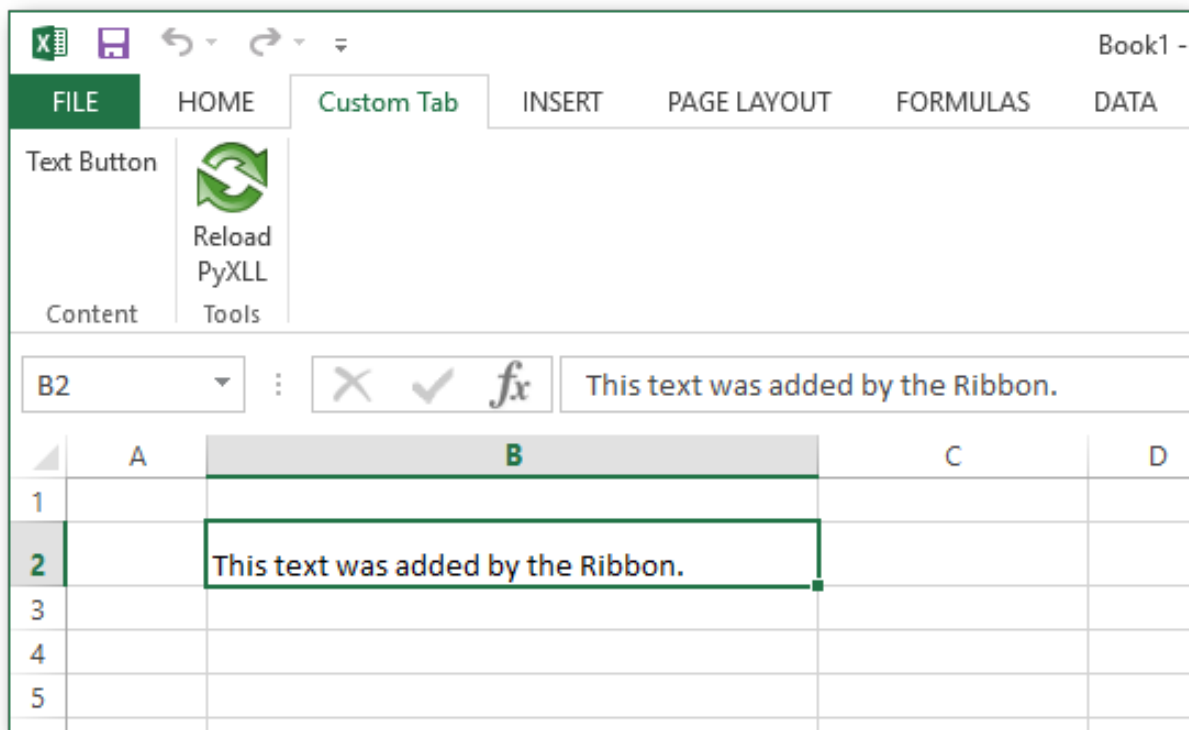 Book1 -
FILE HOME Custom Tab INSERT PAGE LAYOUT FORMULAS DATA
Text Button
Reload
PyXLL
Content Tools
B2 fx This text was added by the Ribbon.
A B C D
1
2 This text was added by the Ribbon.
3
4
5